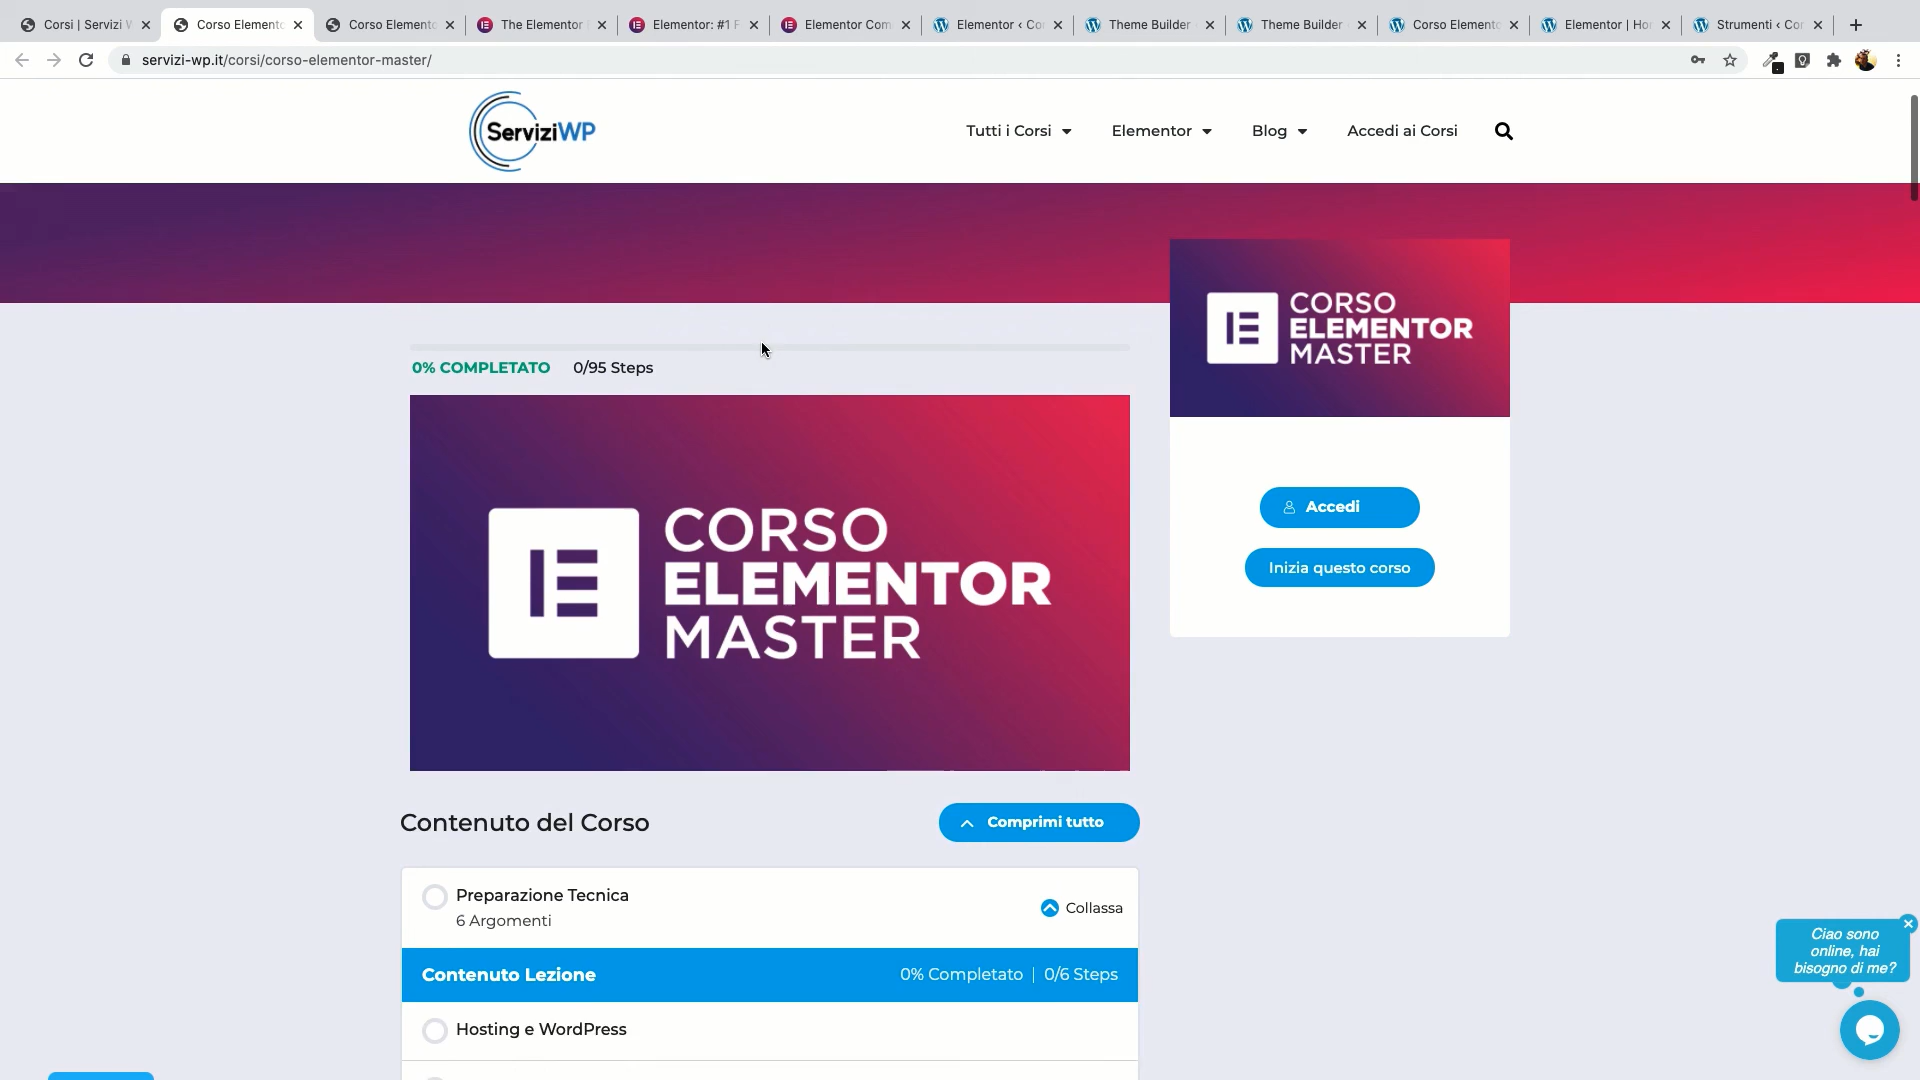 Corsi | Servizi W
Corso Elemento
Corso Elemento
The Elementor
Elementor: #1 F
Elementor Com
Elementor ‹ Co
Theme Builder
Theme Builder
Corso Elemento
Elementor | Ho
Strumenti ‹ Co
servizi-wp.it/corsi/corso-elementor-master/
ServiziWP
Tutti i Corsi
Elementor
Blog
Accedi ai Corsi
CORSO
ELEMENTOR
MASTER
0% COMPLETATO 0/95 Steps
CORSO
ELEMENTOR
MASTER
Accedi
Inizia questo corso
Contenuto del Corso
Comprimi tutto
Preparazione Tecnica
6 Argomenti
Collassa
Contenuto Lezione
0% Completato | 0/6 Steps
Hosting e WordPress
Ciao sono
online, hai
bisogno di me?